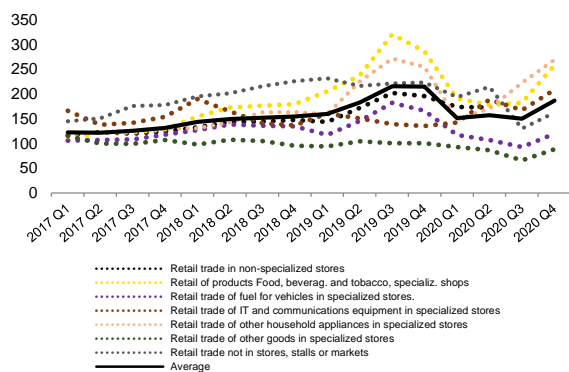 350
300
250
200
150
100
50
0
2017 Q1
2017 Q2
2017 Q3
2017 Q4
2018 Q1
2018 Q2
2018 Q3
2018 Q4
2019 Q1
2019 Q2
2019 Q3
2019 Q4
2020 Q1
2020 Q2
2020 Q3
2020 Q4
Retail trade in non-specialized stores
Retail of products Food, beverag. and tobacco, specializ. shops
Retail trade of fuel for vehicles in specialized stores.
Retail trade of IT and communications equipment in specialized stores
Retail trade of other household appliances in specialized stores
Retail trade of other goods in specialized stores
Retail trade not in stores, stalls or markets
Average